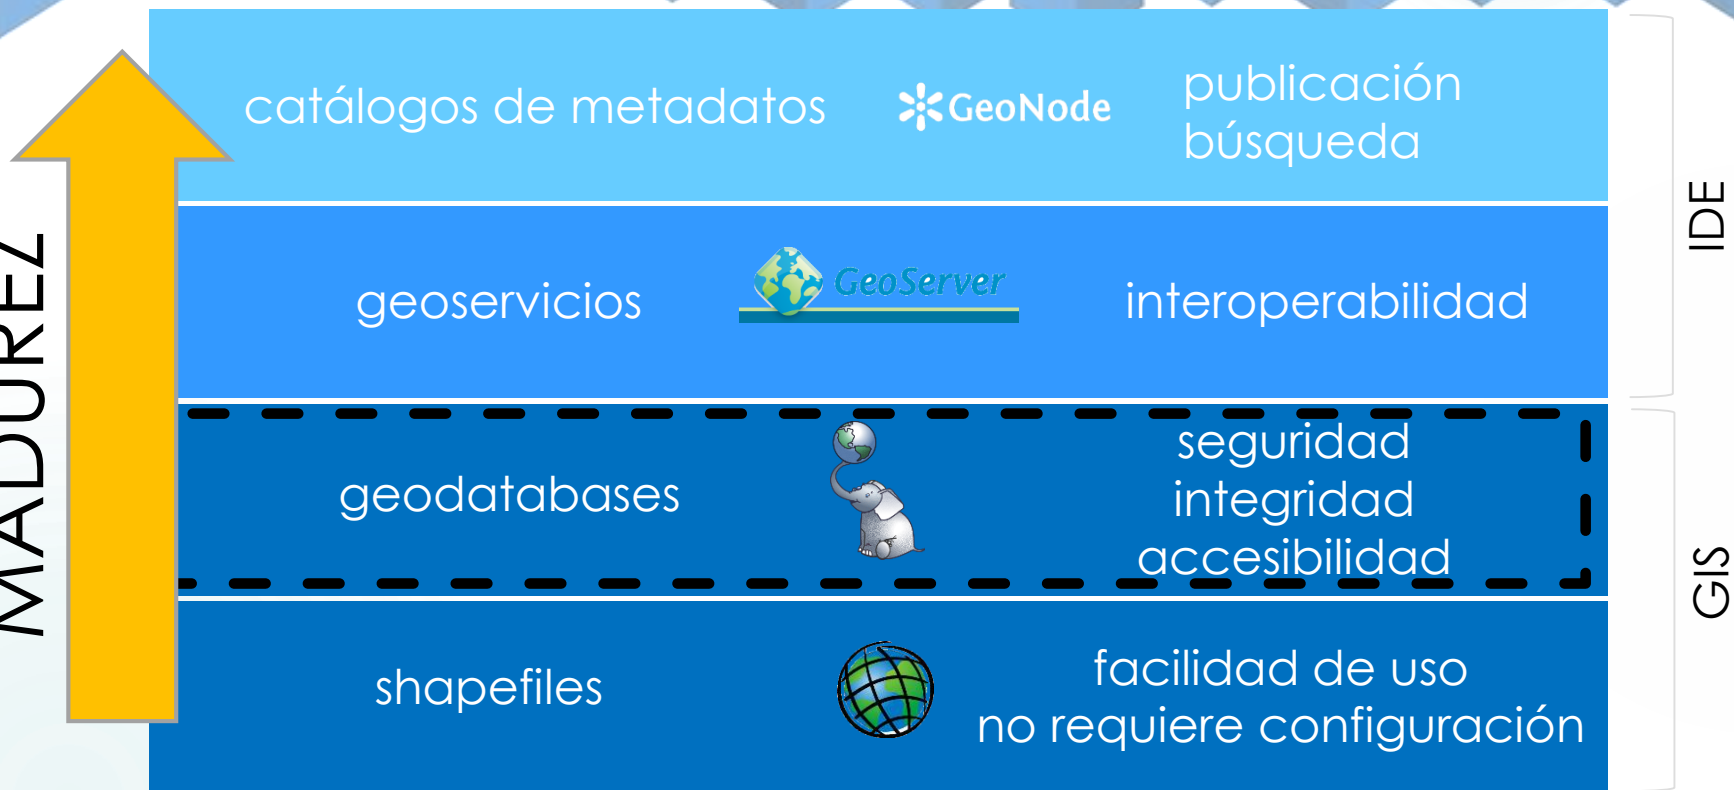 MADUREZ
catálogos de metadatos
GeoNode
publicación
búsqueda
geoservicios
GeoServer
interoperabilidad
geodatabases
seguridad
integridad
accesibilidad
shapefiles
facilidad de uso
no requiere configuración
IDE
GIS